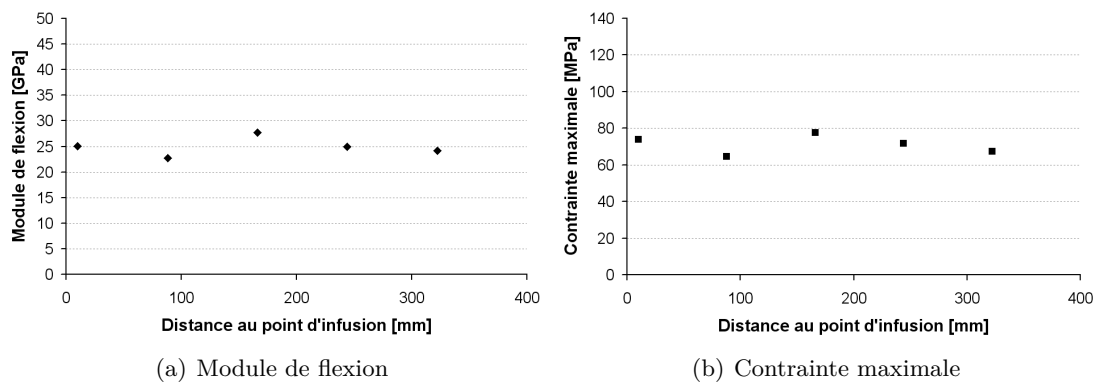 50
45
40
35
30
25
20
15
10
5
0
Module de flexion [GPa]
0 100 200 300 400
Distance au point d'infusion [mm]
(a) Module de flexion
140
120
100
80
60
40
20
0
Contrainte maximale [MPa]
0 100 200 300 400
Distance au point d'infusion [mm]
(b) Contrainte maximale